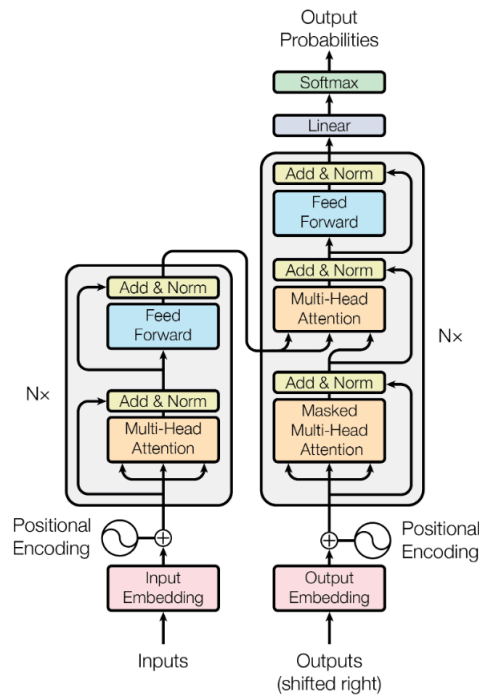 Output
Probabilities
Softmax
Linear
Add & Norm
Feed
Forward
Add & Norm
Multi-Head
Attention
Add & Norm
Masked
Multi-Head
Attention
Nx
Positional
Encoding
Output
Embedding
Outputs
(shifted right)
Add & Norm
Feed
Forward
Add & Norm
Multi-Head
Attention
Nx
Positional
Encoding
Input
Embedding
Inputs